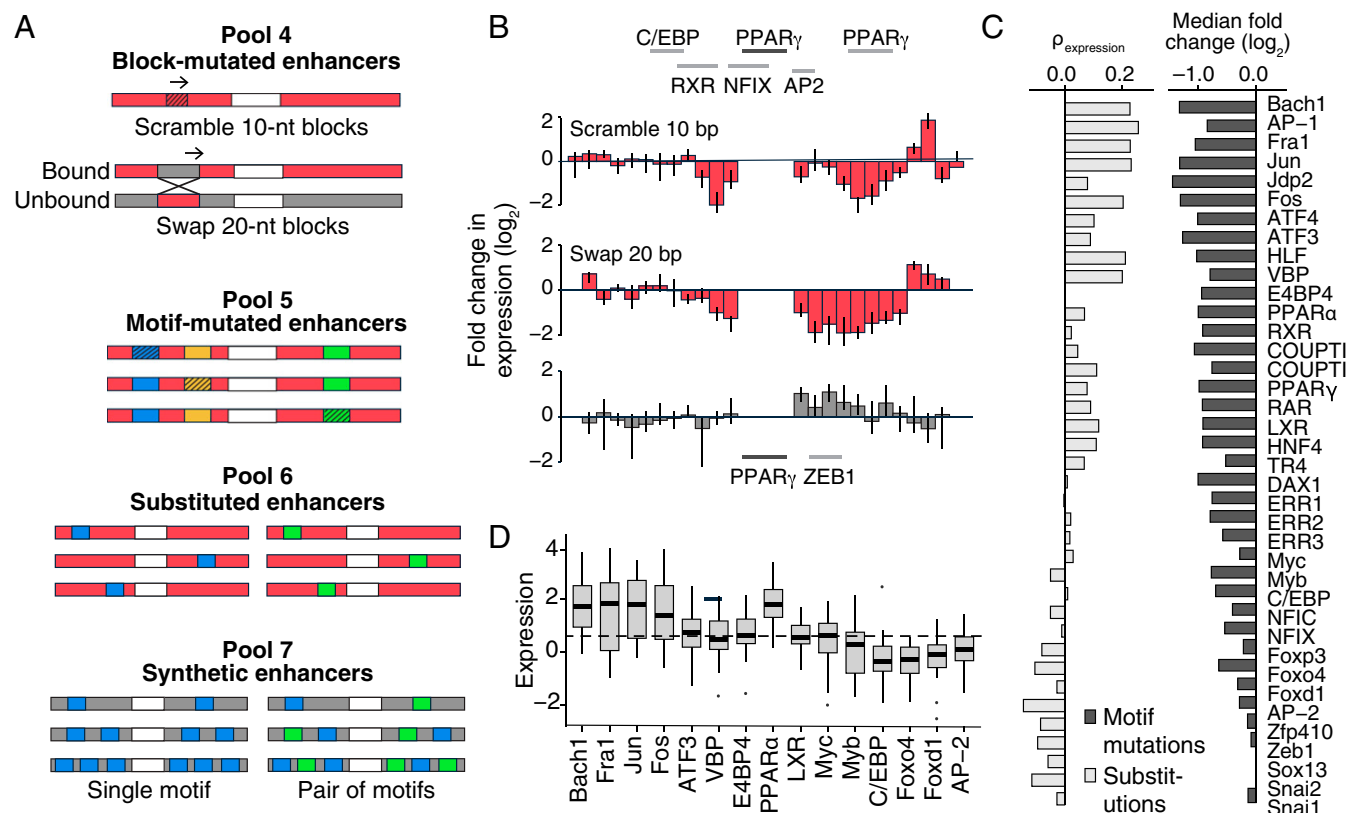 A
Pool 4
Block-mutated enhancers
Scramble 10-nt blocks
Bound
Unbound
Swap 20-nt blocks
Pool 5
Motif-mutated enhancers
Pool 6
Substituted enhancers
Pool 7
Synthetic enhancers
Single motif
Pair of motifs
B
C/EBP
PPARγ
PPARγ
RXR
NFIX
AP2
Fold change in
expression (log2)
2
Scramble 10 bp
0
−2
2
Swap 20 bp
0
−2
2
0
−2
PPARγ
ZEB1
C
ρexpression
0.0
0.2
Median fold
change (log2)
−1.0
0.0
Bach1
AP−1
Fra1
Jun
Jdp2
Fos
ATF4
ATF3
HLF
VBP
E4BP4
PPARα
RXR
COUPTI
COUPTI
PPARγ
RAR
LXR
HNF4
TR4
DAX1
ERR1
ERR2
ERR3
Myc
Myb
C/EBP
NFIC
NFIX
Foxp3
Foxo4
Foxd1
AP−2
Zfp410
Zeb1
Sox13
Snai2
Snai1
Motif
mutations
Substit-
utions
D
Expression
4
2
0
−2
Bach1
Fra1
Jun
Fos
ATF3
VBP
E4BP4
PPARα
LXR
Myc
Myb
C/EBP
Foxo4
Foxd1
AP−2